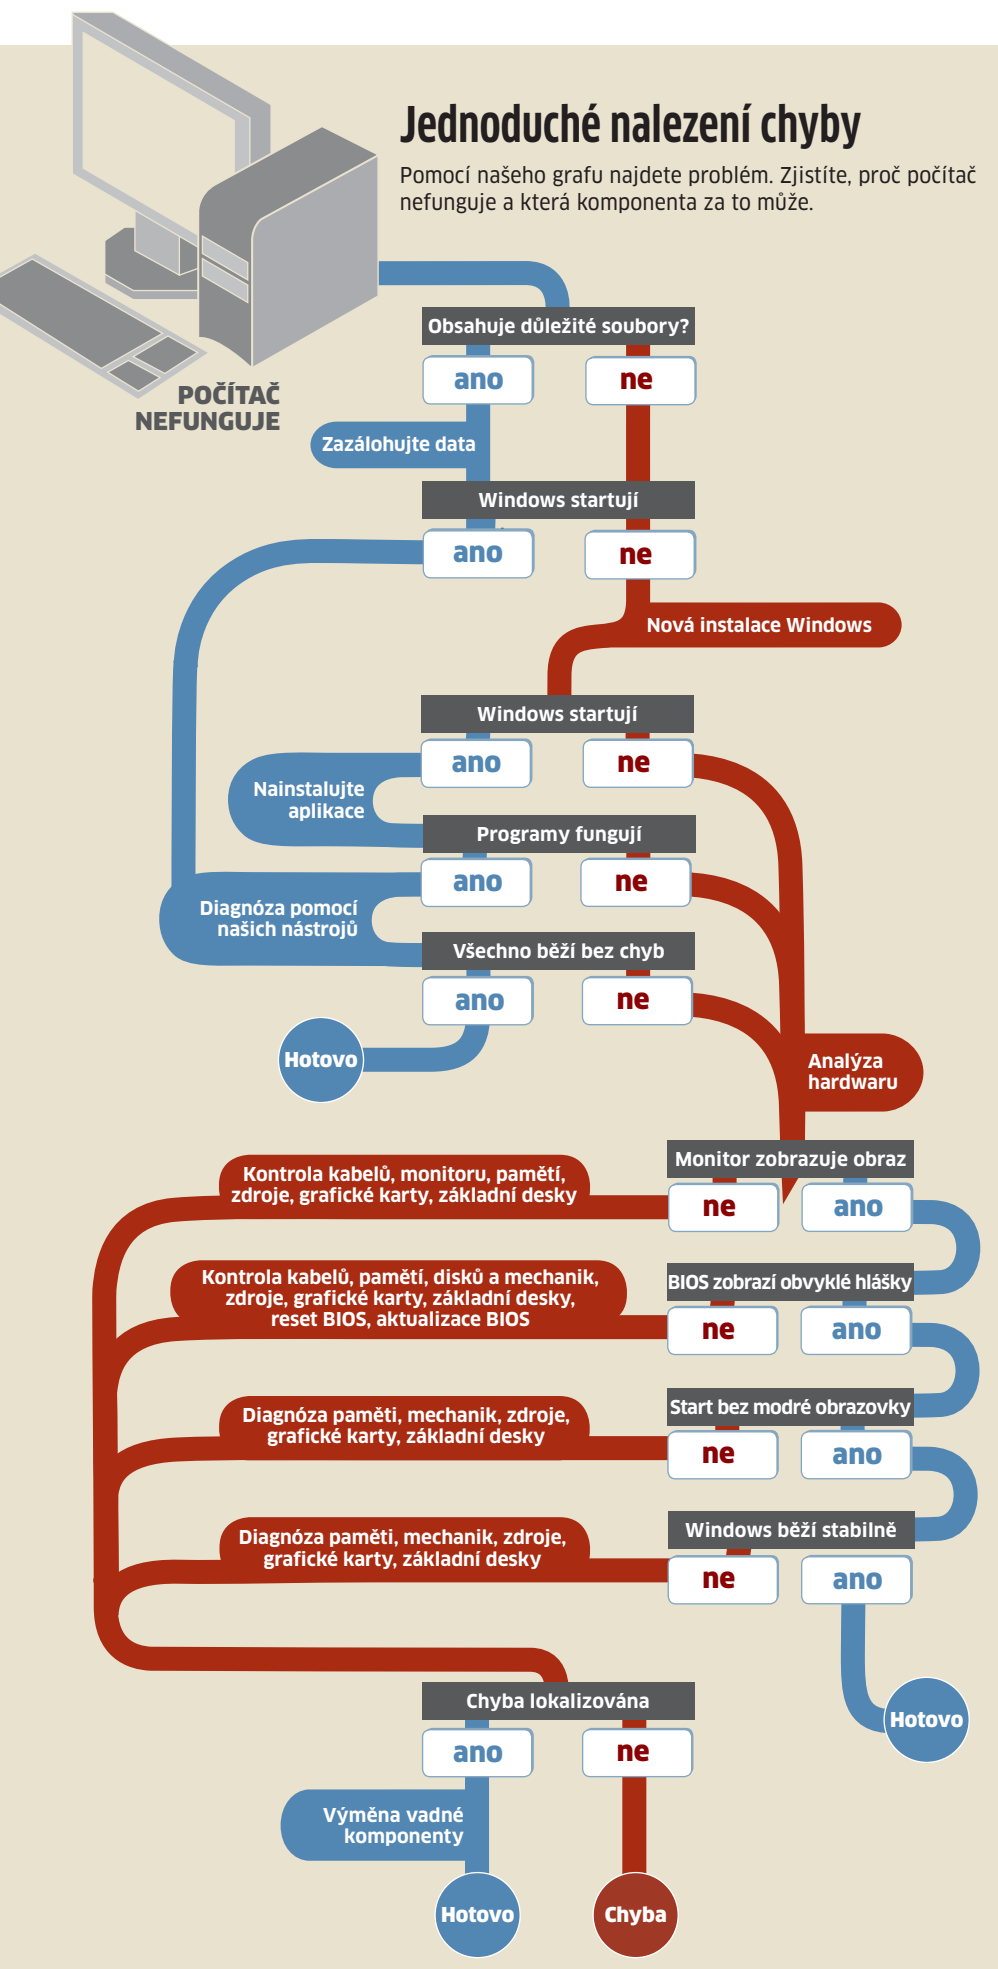 Jednoduché nalezení chyby
Pomocí našeho grafu najdete problém. Zjistíte, proč počítač
nefunguje a která komponenta za to může.
POČÍTAČ
NEFUNGUJE
Obsahuje důležité soubory?
ano
ne
Zazálohujte data
Windows startují
ano
ne
Nová instalace Windows
Windows startují
ano
ne
Nainstalujte
aplikace
Programy fungují
ano
ne
Diagnóza pomocí
našich nástrojů
Všechno běží bez chyb
ano
ne
Hotovo
Analýza
hardwaru
Monitor zobrazuje obraz
ne
ano
Kontrola kabelů, monitoru, pamětí,
zdroje, grafické karty, základní desky
BIOS zobrazí obvyklé hlášky
ne
ano
Kontrola kabelů, pamětí, disků a mechanik,
zdroje, grafické karty, základní desky,
reset BIOS, aktualizace BIOS
Start bez modré obrazovky
ne
ano
Diagnóza paměti, mechanik, zdroje,
grafické karty, základní desky
Windows běží stabilně
ne
ano
Diagnóza paměti, mechanik, zdroje,
grafické karty, základní desky
Hotovo
Chyba lokalizována
ano
ne
Výměna vadné
komponenty
Hotovo
Chyba